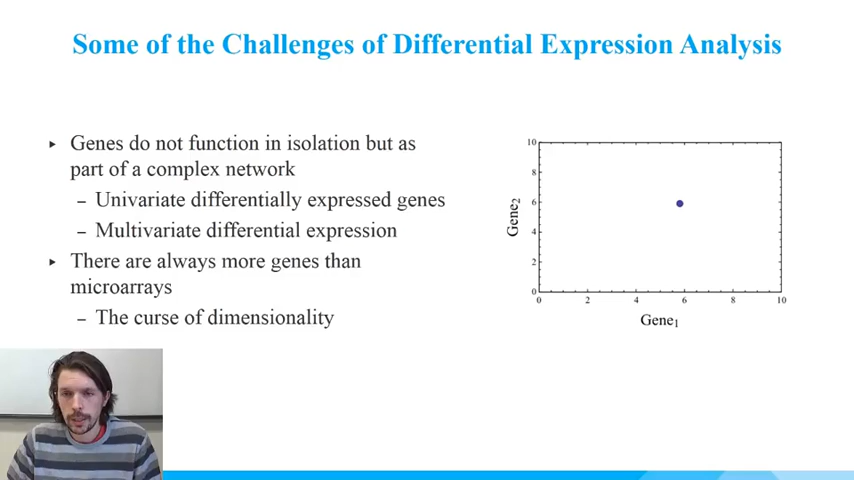 Some of the Challenges of Differential Expression Analysis
▸ Genes do not function in isolation but as
part of a complex network
– Univariate differentially expressed genes
– Multivariate differential expression
▸ There are always more genes than
microarrays
– The curse of dimensionality
10
8
6
4
2
0
Gene₂
0 2 4 6 8 10
Gene₁